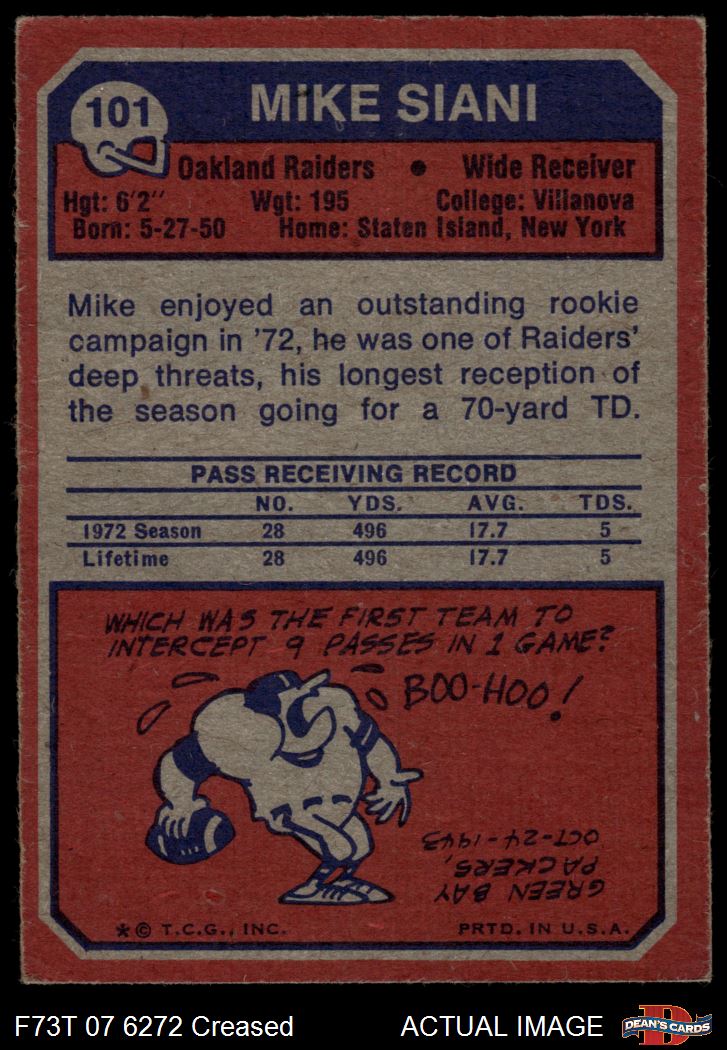 101
MIKE SIANI
Oakland Raiders • Wide Receiver
Hgt: 6'2" Wgt: 195 College: Villanova
Born: 5-27-50 Home: Staten Island, New York
Mike enjoyed an outstanding rookie
campaign in '72, he was one of Raiders'
deep threats, his longest reception of
the season going for a 70-yard TD.
PASS RECEIVING RECORD
NO. YDS. AVG. TDS.
1972 Season 28 496 17.7 5
Lifetime 28 496 17.7 5
WHICH WAS THE FIRST TEAM TO
INTERCEPT 9 PASSES IN 1 GAME?
BOO-HOO!
GREEN BAY
PACKERS,
OCT-24-1943
*© T.C.G., INC. PRTD. IN U.S.A.
F73T 07 6272 Creased ACTUAL IMAGE
D
DEAN'S CARDS